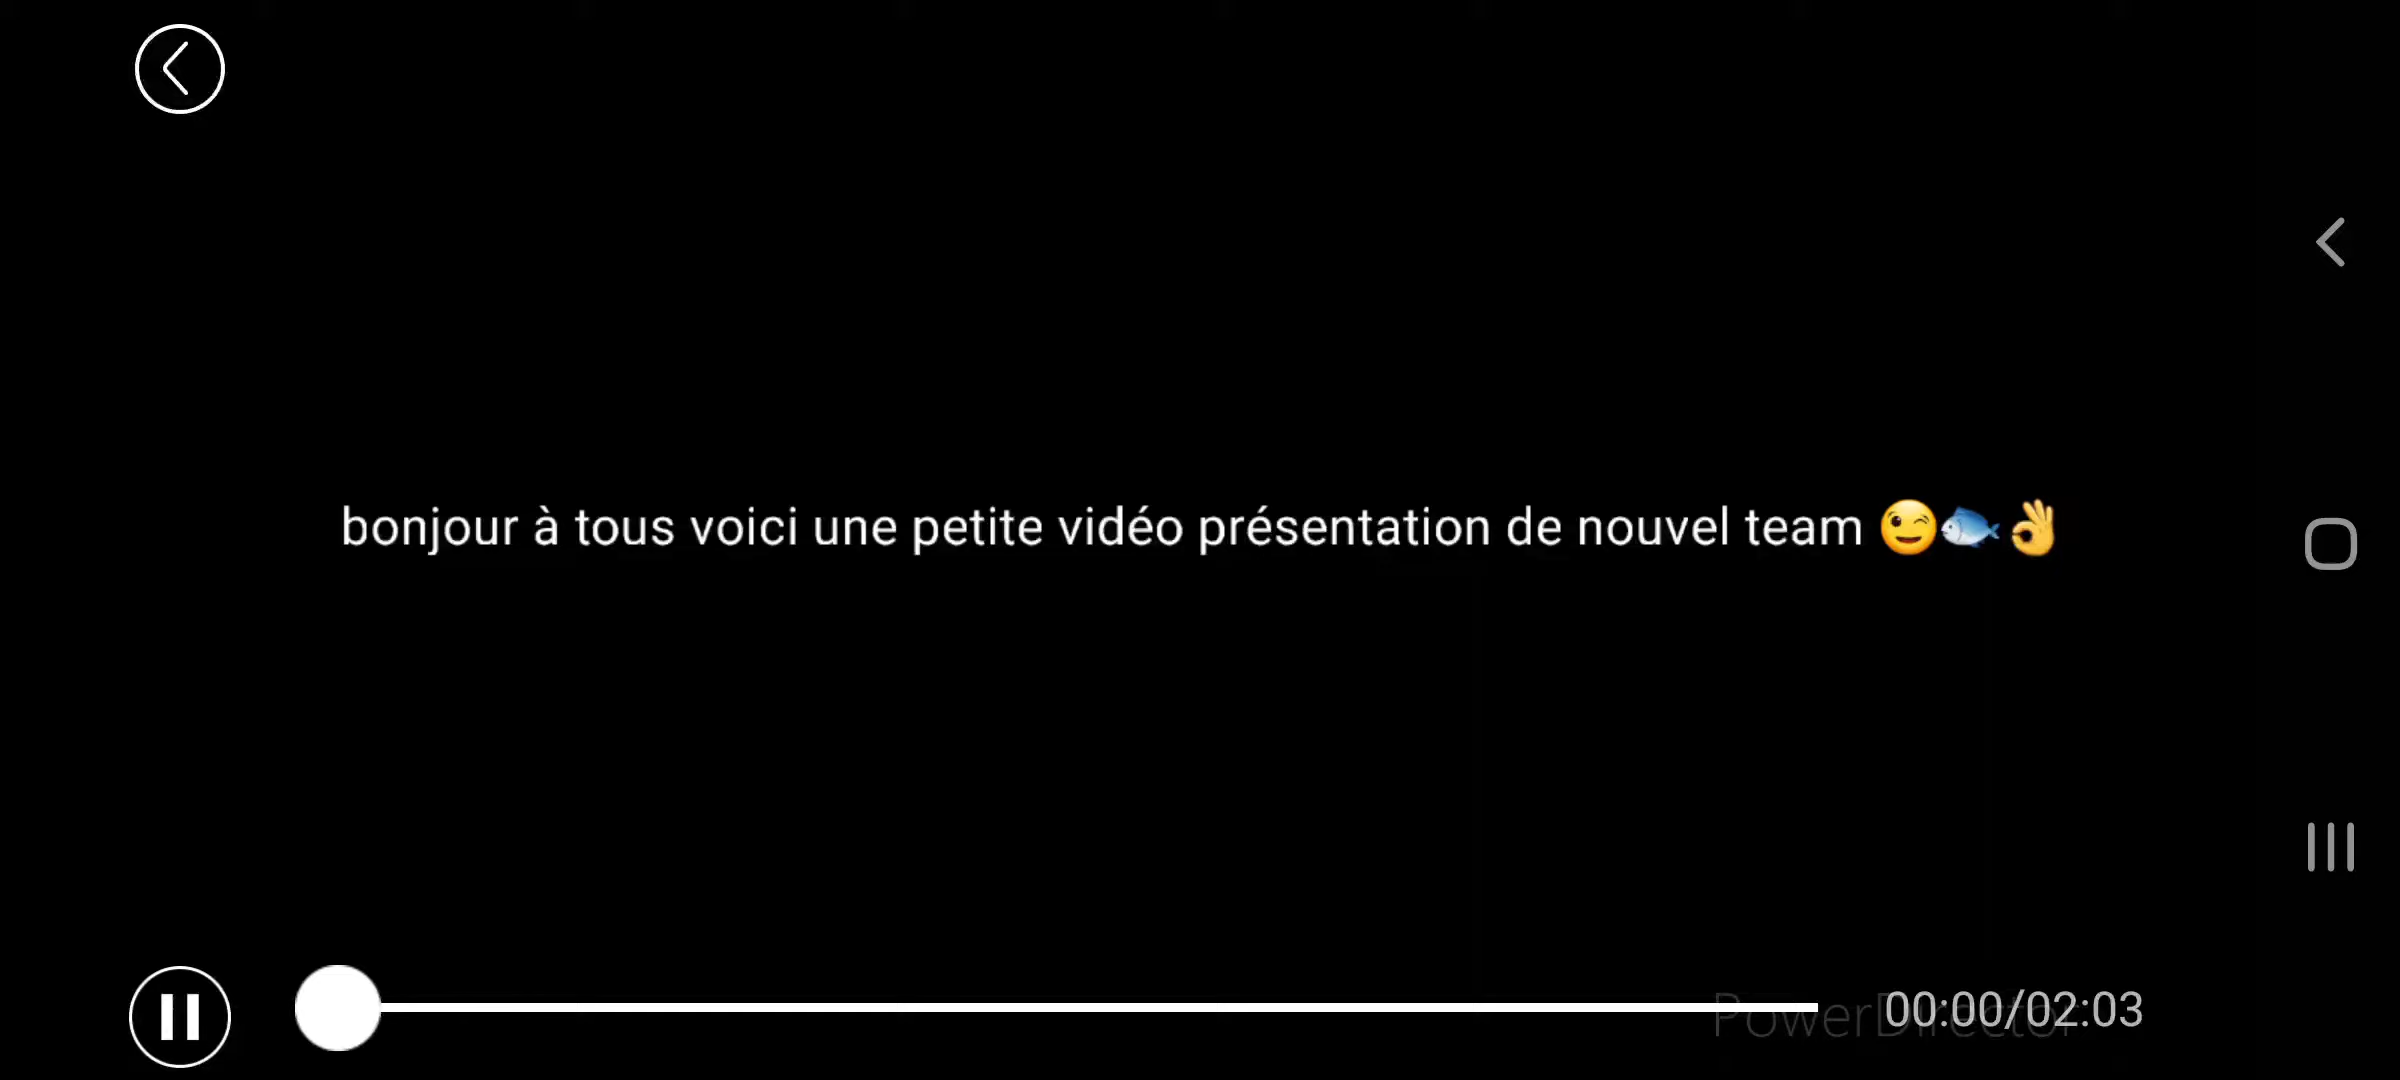 bonjour à tous voici une petite vidéo présentation de nouvel team 😉🐟👌
PowerDirector
00:00/02:03